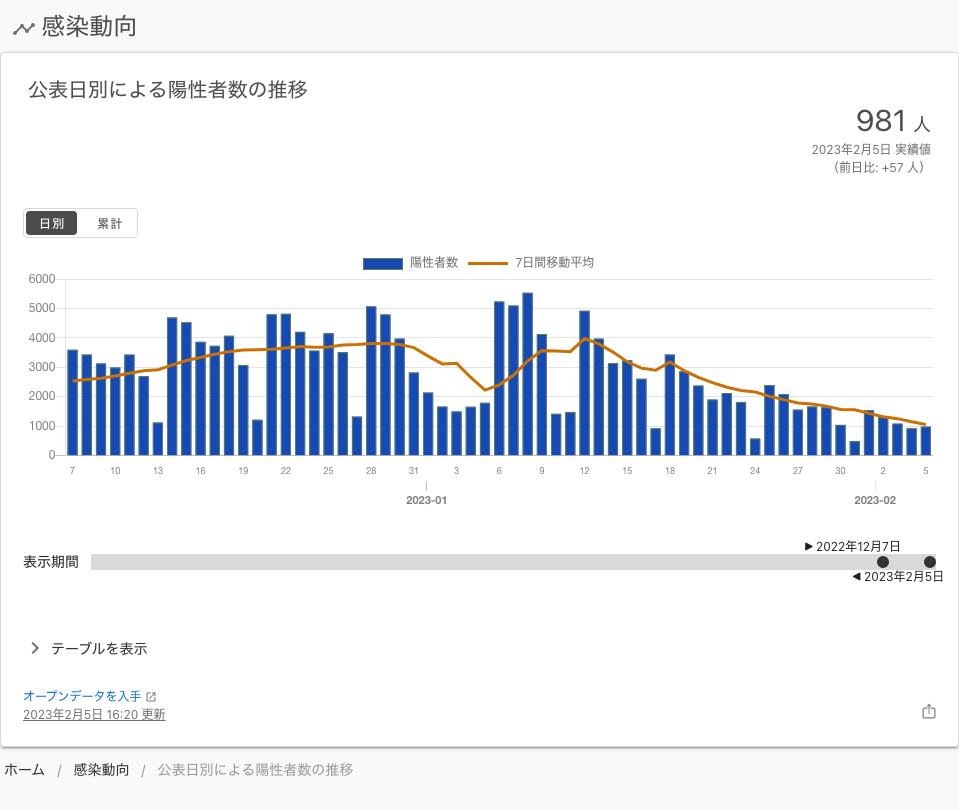 感染動向
公表日別による陽性者数の推移
981 人
2023年2月5日 実績値
（前日比: +57 人）
日別 累計
陽性者数 7日間移動平均
6000
5000
4000
3000
2000
1000
0
7 10 13 16 19 22 25 28 31 3 6 9 12 15 18 21 24 27 30 2 5
2023-01 2023-02
▶ 2022年12月7日
表示期間
◀ 2023年2月5日
テーブルを表示
オープンデータを入手
2023年2月5日 16:20 更新
ホーム / 感染動向 / 公表日別による陽性者数の推移